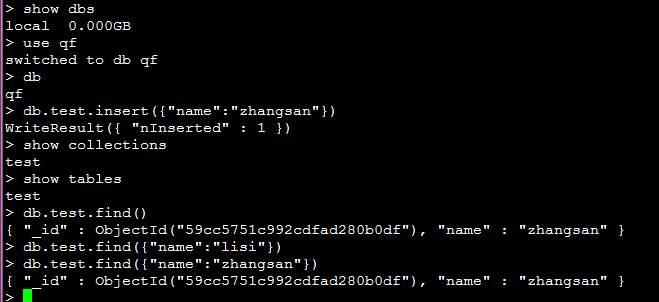 > show dbs
local  0.000GB
> use qf
switched to db qf
> db
qf
> db.test.insert({"name":"zhangsan"})
WriteResult({ "nInserted" : 1 })
> show collections
test
> show tables
test
> db.test.find()
{ "_id" : ObjectId("59cc5751c992cdfad280b0df"), "name" : "zhangsan" }
> db.test.find({"name":"lisi"})
> db.test.find({"name":"zhangsan"})
{ "_id" : ObjectId("59cc5751c992cdfad280b0df"), "name" : "zhangsan" }
>